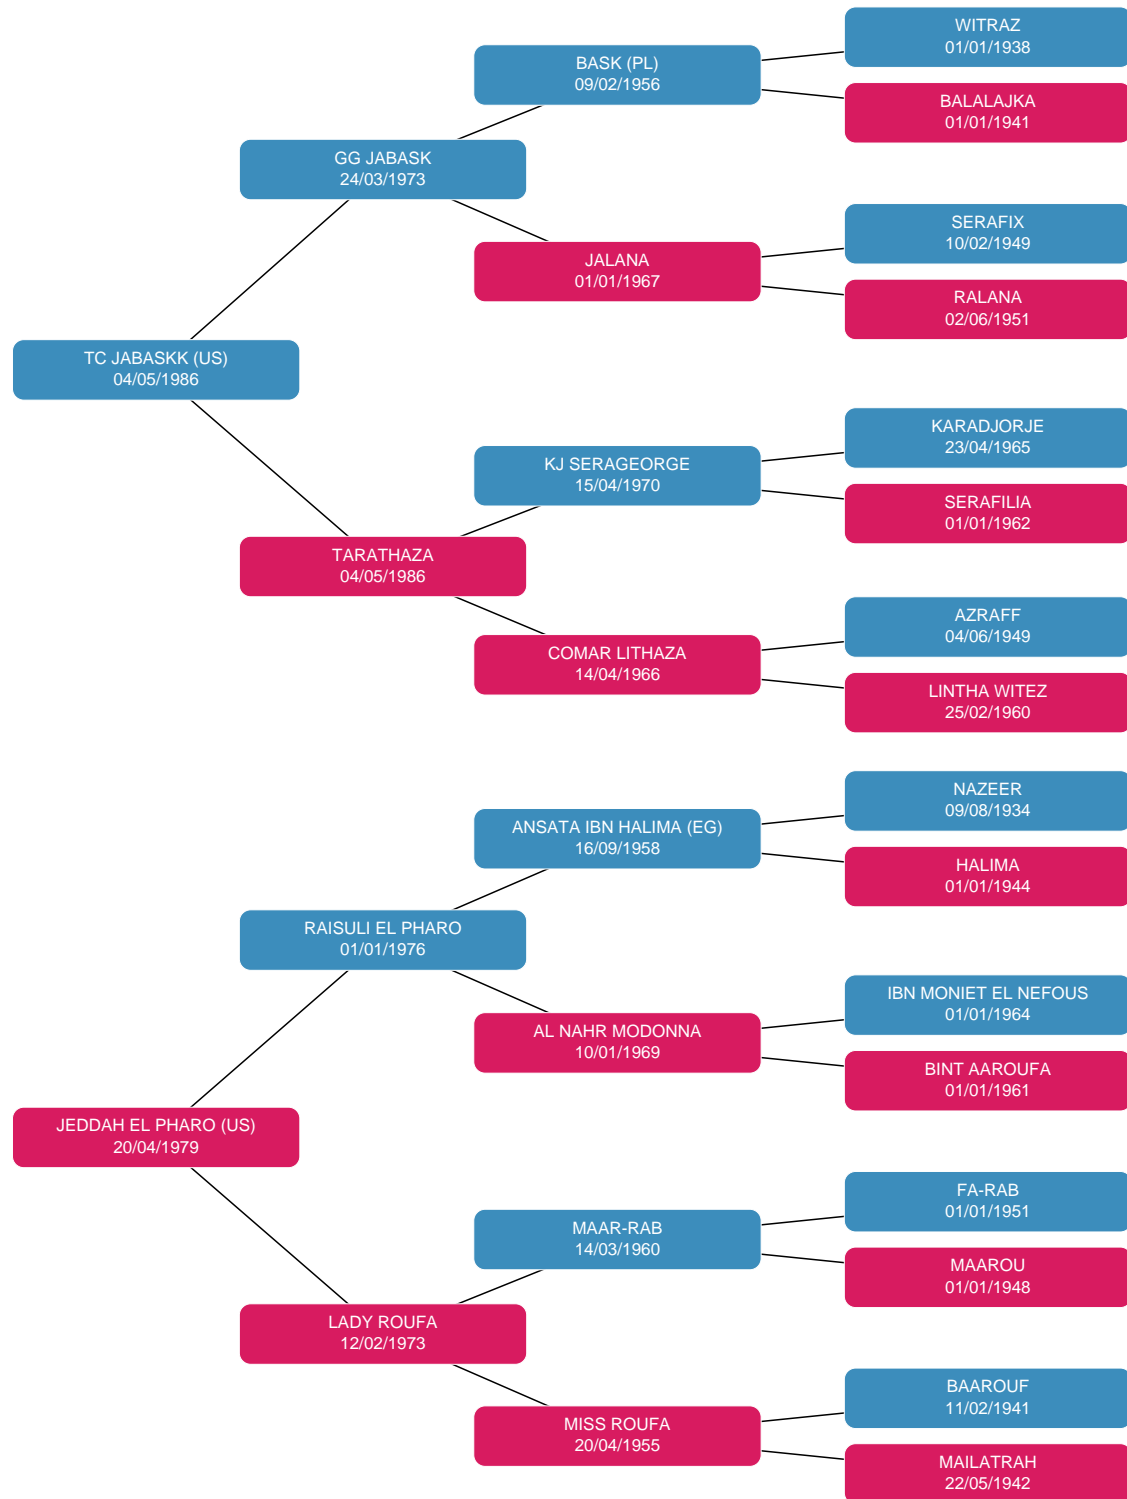 WITRAZ
01/01/1938
BASK (PL)
09/02/1956
BALALAJKA
01/01/1941
GG JABASK
24/03/1973
SERAFIX
10/02/1949
JALANA
01/01/1967
RALANA
02/06/1951
TC JABASKK (US)
04/05/1986
KARADJORJE
23/04/1965
KJ SERAGEORGE
15/04/1970
SERAFILIA
01/01/1962
TARATHAZA
04/05/1986
AZRAFF
04/06/1949
COMAR LITHAZA
14/04/1966
LINTHA WITEZ
25/02/1960
NAZEER
09/08/1934
ANSATA IBN HALIMA (EG)
16/09/1958
HALIMA
01/01/1944
RAISULI EL PHARO
01/01/1976
IBN MONIET EL NEFOUS
01/01/1964
AL NAHR MODONNA
10/01/1969
BINT AAROUFA
01/01/1961
JEDDAH EL PHARO (US)
20/04/1979
FA-RAB
01/01/1951
MAAR-RAB
14/03/1960
MAAROU
01/01/1948
LADY ROUFA
12/02/1973
BAAROUF
11/02/1941
MISS ROUFA
20/04/1955
MAILATRAH
22/05/1942